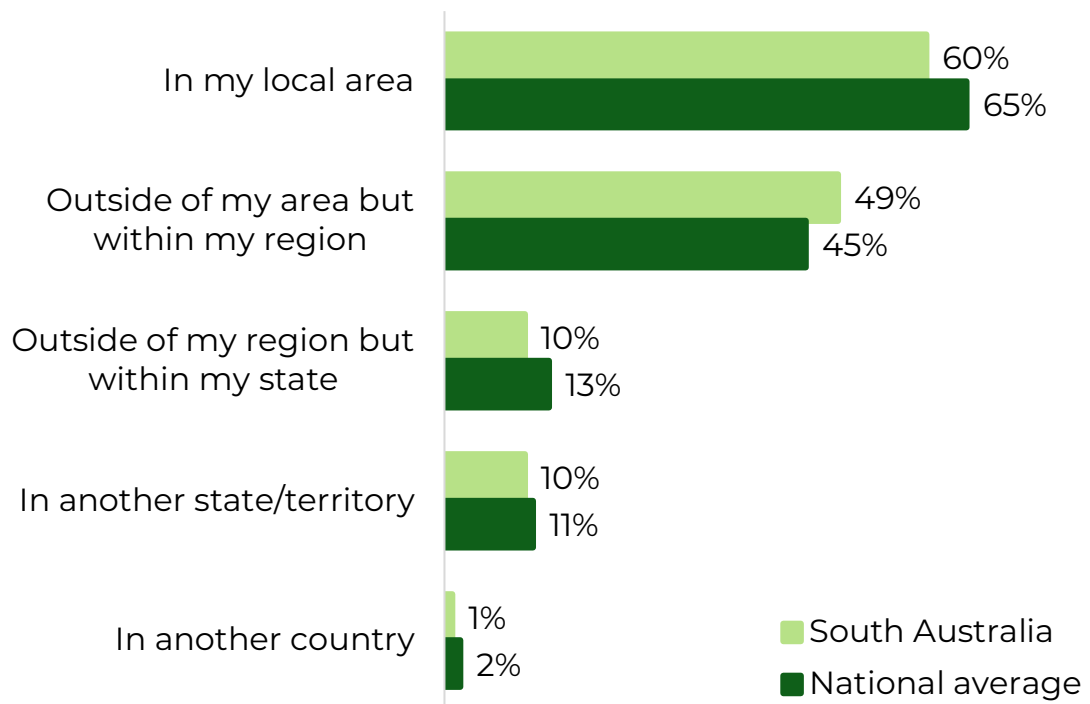 In my local area
60%
65%
Outside of my area but
within my region
49%
45%
Outside of my region but
within my state
10%
13%
In another state/territory
10%
11%
In another country
1%
2%
South Australia
National average